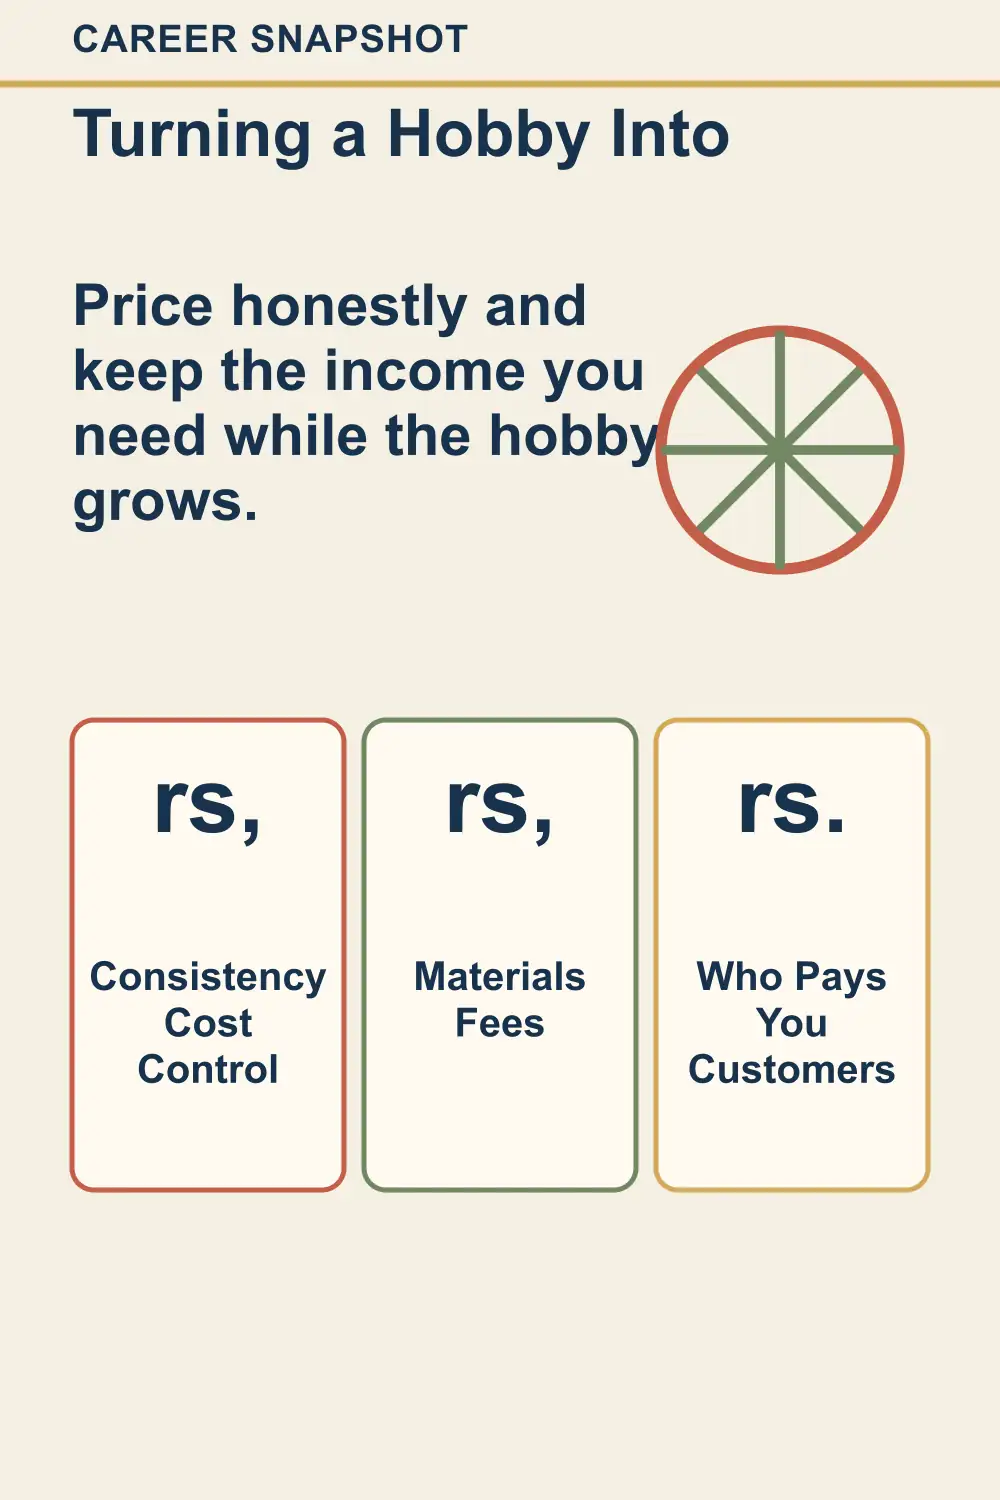 CAREER SNAPSHOT
Turning a Hobby Into
Price honestly and
keep the income you
need while the hobby
grows.
rs,
Consistency
Cost
Control
rs,
Materials
Fees
rs.
Who Pays
You
Customers